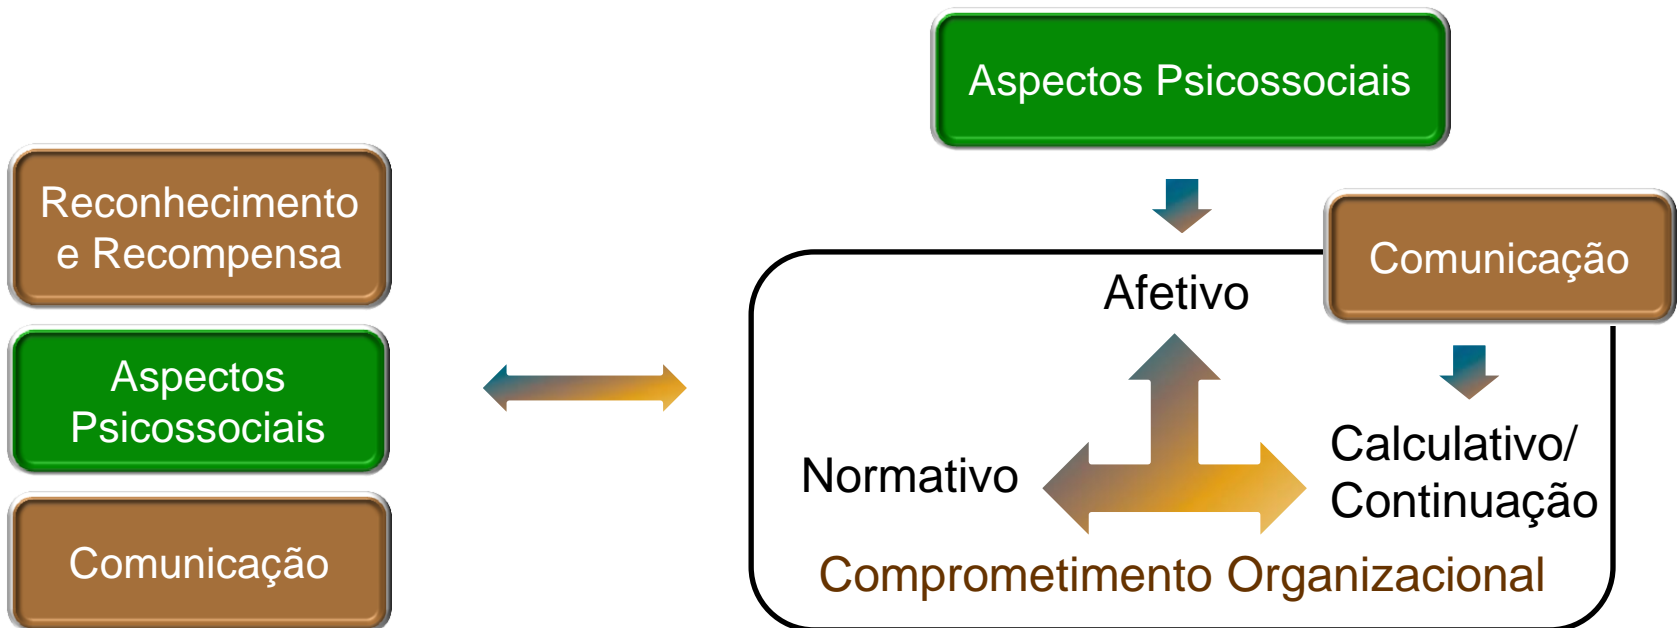 Reconhecimento
e Recompensa
Aspectos
Psicossociais
Comunicação
Aspectos Psicossociais
Comunicação
Afetivo
Normativo
Calculativo/
Continuação
Comprometimento Organizacional